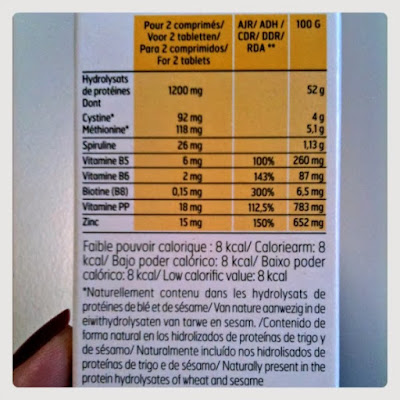 Pour 2 comprimés/ AJR/ ADH / 100 G
Voor 2 tabletten/ CDR/ DDR/
Para 2 comprimidos/ RDA **
For 2 tablets
Hydrolysats
de protéines 1200 mg 52 g
Dont
Cystine* 92 mg 4 g
Méthionine* 118 mg 5,1 g
Spiruline 26 mg 1,13 g
Vitamine B5 6 mg 100% 260 mg
Vitamine B6 2 mg 143% 87 mg
Biotine (B8) 0,15 mg 300% 6,5 mg
Vitamine PP 18 mg 112,5% 783 mg
Zinc 15 mg 150% 652 mg
Faible pouvoir calorique : 8 kcal/ Caloriearm: 8
kcal/ Bajo poder calórico: 8 kcal/ Baixo poder
calórico: 8 kcal/ Low calorific value: 8 kcal
*Naturellement contenu dans les hydrolysats de
protéines de blé et de sésame/ Van nature aanwezig in de
eiwithydrolysaten van tarwe en sesam. /Contenido de
forma natural en los hidrolizados de proteínas de trigo y
de sésamo/ Naturalmente incluído nos hidrolisados de
proteínas de trigo e de sésamo/ Naturally present in the
protein hydrolysates of wheat and sesame